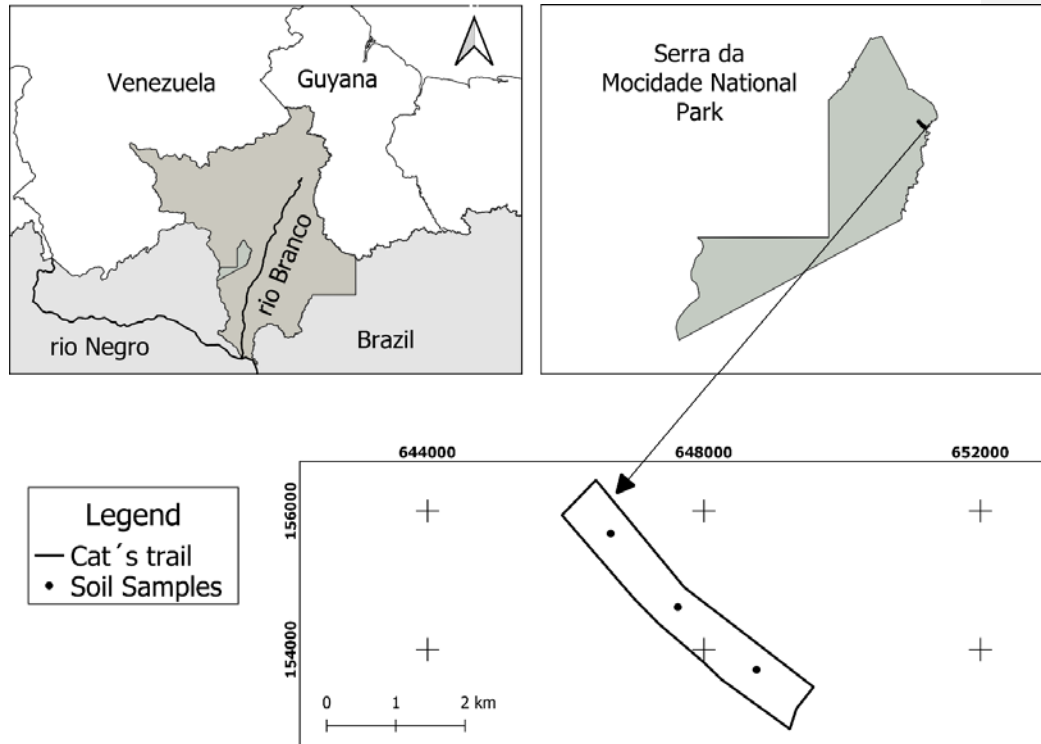 Venezuela
Guyana
rio Branco
rio Negro
Brazil
Serra da
Mocidade National
Park
644000
648000
652000
156000
154000
Legend
Cat´s trail
Soil Samples
0 1 2 km